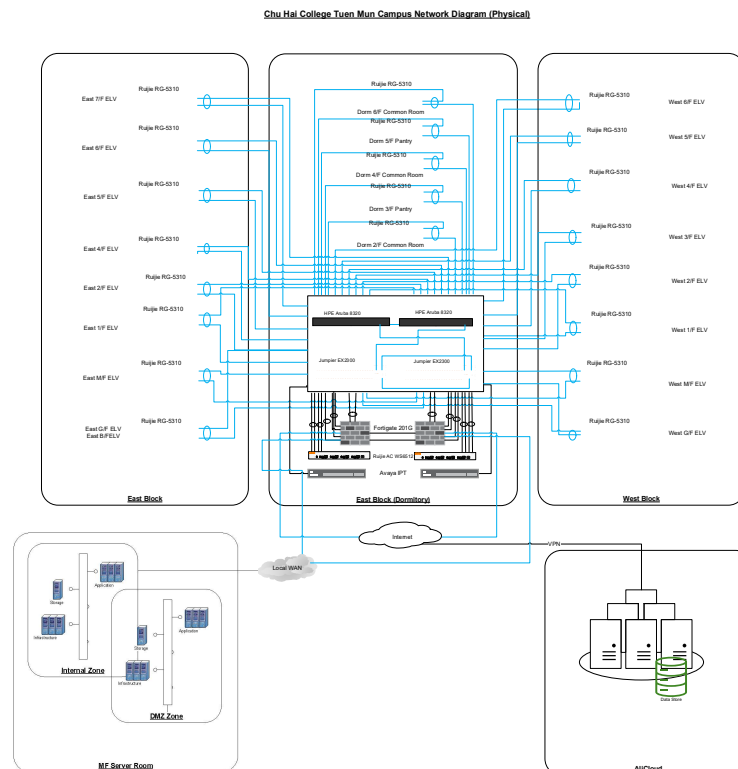 Chu Hai College Tuen Mun Campus Network Diagram (Physical)
Ruijie RG-5310
East 7/F ELV
Ruijie RG-5310
East 6/F ELV
Ruijie RG-5310
East 5/F ELV
Ruijie RG-5310
East 4/F ELV
Ruijie RG-5310
East 2/F ELV
Ruijie RG-5310
East 1/F ELV
Ruijie RG-5310
East M/F ELV
Ruijie RG-5310
East G/F ELV
East B/FELV
East Block
Ruijie RG-5310
Dorm 6/F Common Room
Ruijie RG-5310
Dorm 5/F Pantry
Ruijie RG-5310
Dorm 4/F Common Room
Ruijie RG-5310
Dorm 3/F Pantry
Ruijie RG-5310
Dorm 2/F Common Room
HPE Aruba 8320
HPE Aruba 8320
Jumpier EX2300
Jumpier EX2300
Fortigate 201G
Ruijie AC WS6512
Avaya IPT
East Block (Dormitory)
Ruijie RG-5310
West 6/F ELV
Ruijie RG-5310
West 5/F ELV
Ruijie RG-5310
West 4/F ELV
Ruijie RG-5310
West 3/F ELV
Ruijie RG-5310
West 2/F ELV
Ruijie RG-5310
West 1/F ELV
Ruijie RG-5310
West M/F ELV
Ruijie RG-5310
West G/F ELV
West Block
Internet
VPN
Local WAN
Application
Storage
Infrastructure
Internal Zone
Application
Storage
Infrastructure
DMZ Zone
MF Server Room
Data Store
AliCloud